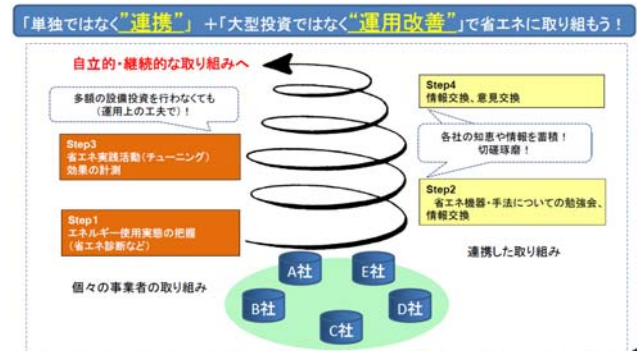 「単独ではなく”連携”」 ＋「大型投資ではなく“運用改善”」で省エネに取り組もう！
自立的・継続的な取り組みへ
多額の設備投資を行わなくても
（運用上の工夫で）！
Step3
省エネ実践活動（チューニング）
効果の計測
Step1
エネルギー使用実態の把握
（省エネ診断など）
個々の事業者の取り組み
Step4
情報交換、意見交換
各社の知恵や情報を蓄積！
切磋琢磨！
Step2
省エネ機器・手法についての勉強会、
情報交換
連携した取り組み
A社
E社
B社
D社
C社